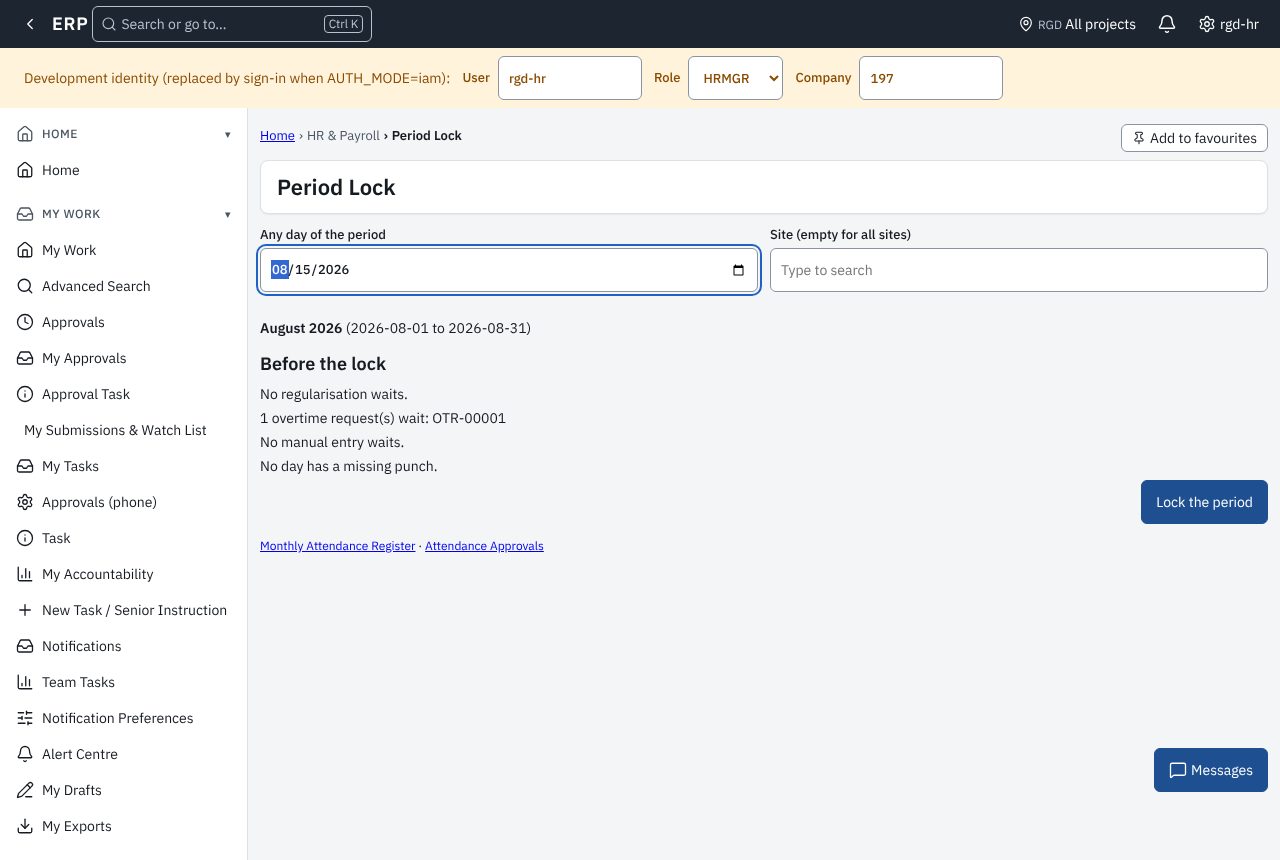 ERP
Search or go to... Ctrl K
RGD All projects
rgd-hr
Development identity (replaced by sign-in when AUTH_MODE=iam): User rgd-hr Role HRMGR Company 197
HOME
Home
MY WORK
My Work
Advanced Search
Approvals
My Approvals
Approval Task
My Submissions & Watch List
My Tasks
Approvals (phone)
Task
My Accountability
New Task / Senior Instruction
Notifications
Team Tasks
Notification Preferences
Alert Centre
My Drafts
My Exports
Home › HR & Payroll › Period Lock
Add to favourites
Period Lock
Any day of the period
08/15/2026
Site (empty for all sites)
Type to search
August 2026 (2026-08-01 to 2026-08-31)
Before the lock
No regularisation waits.
1 overtime request(s) wait: OTR-00001
No manual entry waits.
No day has a missing punch.
Lock the period
Monthly Attendance Register · Attendance Approvals
Messages